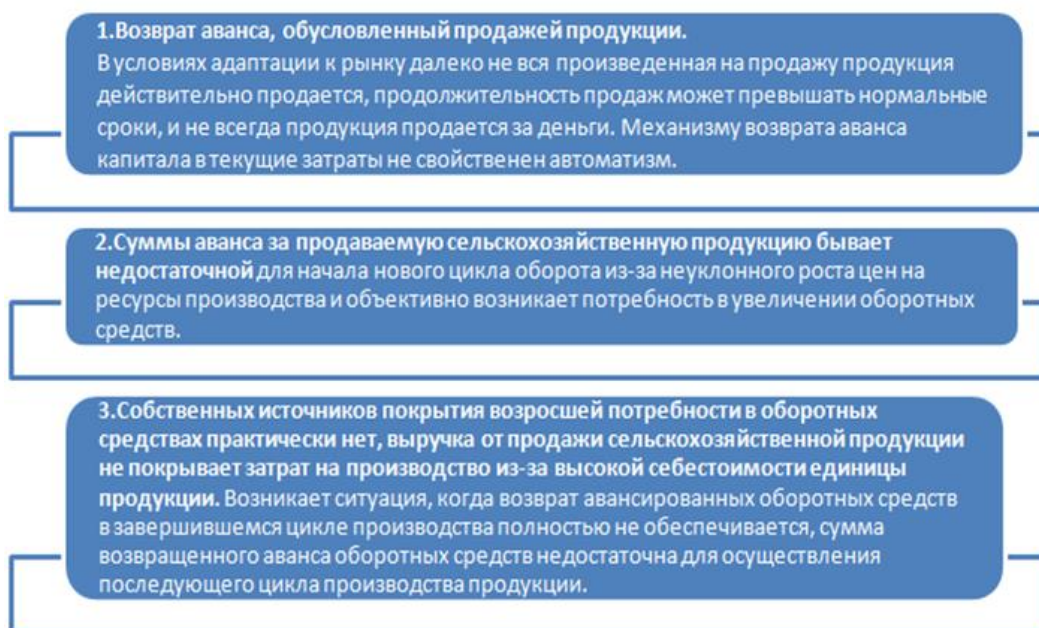 1.Возврат аванса, обусловленный продажей продукции.
В условиях адаптации к рынку далеко не вся произведенная на продажу продукция
действительно продается, продолжительность продаж может превышать нормальные
сроки, и не всегда продукция продается за деньги. Механизму возврата аванса
капитала в текущие затраты не свойственен автоматизм.
2.Суммы аванса за продаваемую сельскохозяйственную продукцию бывает
недостаточной для начала нового цикла оборота из-за неуклонного роста цен на
ресурсы производства и объективно возникает потребность в увеличении оборотных
средств.
3.Собственных источников покрытия возросшей потребности в оборотных
средствах практически нет, выручка от продажи сельскохозяйственной продукции
не покрывает затрат на производство из-за высокой себестоимости единицы
продукции. Возникает ситуация, когда возврат авансированных оборотных средств
в завершившемся цикле производства полностью не обеспечивается, сумма
возвращенного аванса оборотных средств недостаточна для осуществления
последующего цикла производства продукции.